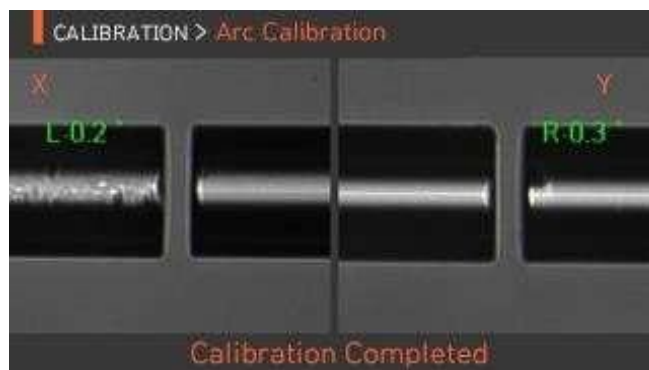 CALIBRATION > Arc Calibration
X Y
L:0.2° R:0.3°
Calibration Completed